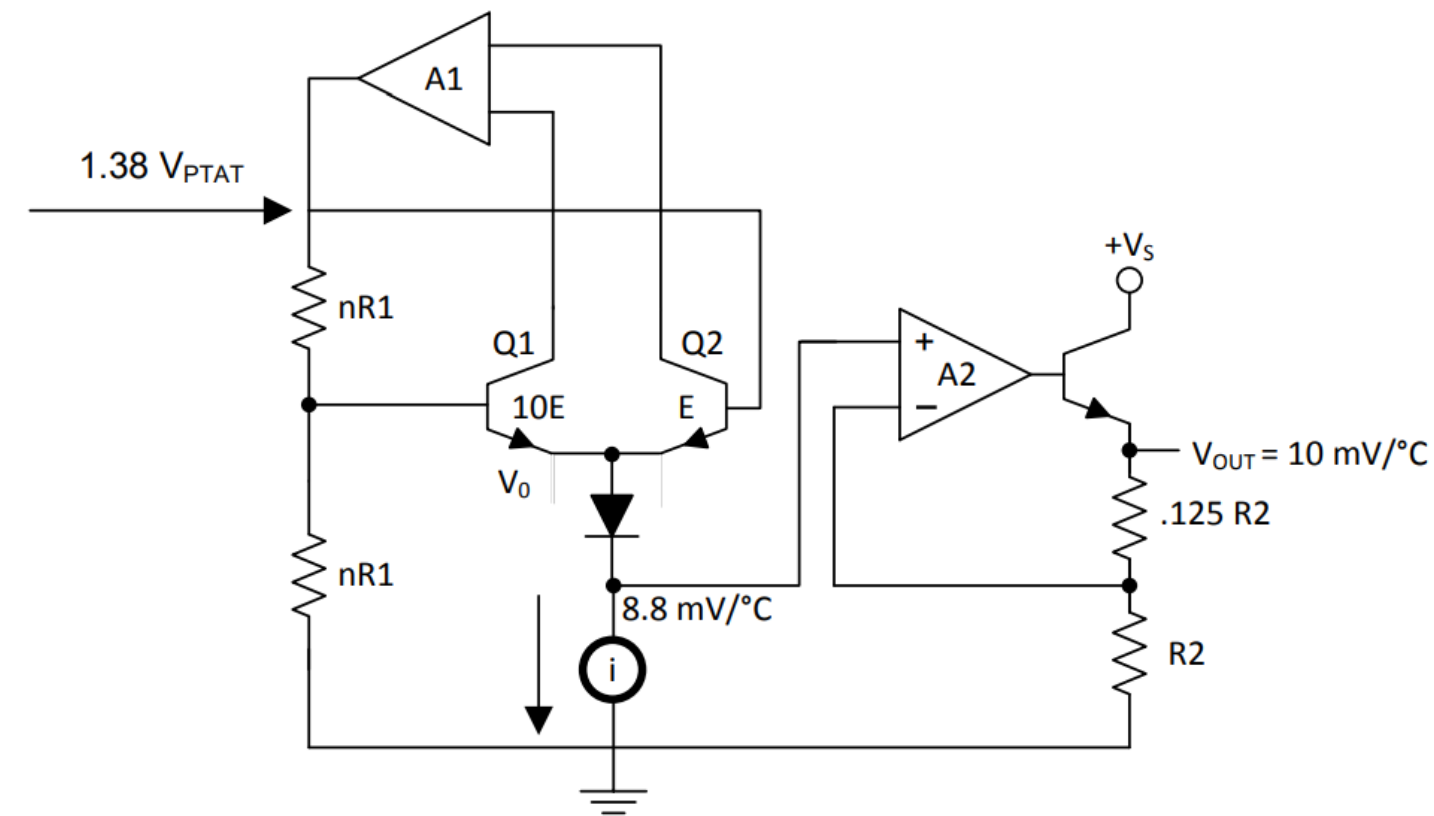 A1
1.38 VPTAT
+VS
nR1
Q1
Q2
+
A2
10E
E
−
V0
VOUT = 10 mV/°C
.125 R2
nR1
8.8 mV/°C
i
R2